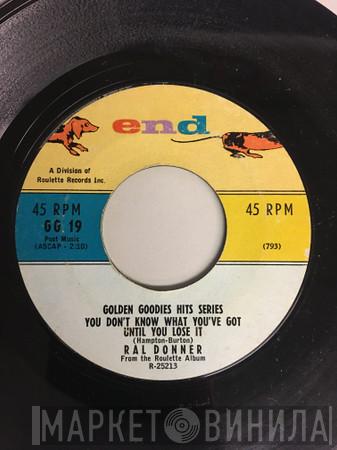 end
A Division of
Roulette Records Inc.
45 RPM
GG 19
Post Music
(ASCAP - 2:10)
45 RPM
(793)
GOLDEN GOODIES HITS SERIES
YOU DON'T KNOW WHAT YOU'VE GOT
UNTIL YOU LOSE IT
(Hampton-Burton)
RAL DONNER
From the Roulette Album
R-25213
МАРКЕТ ВИНИЛА